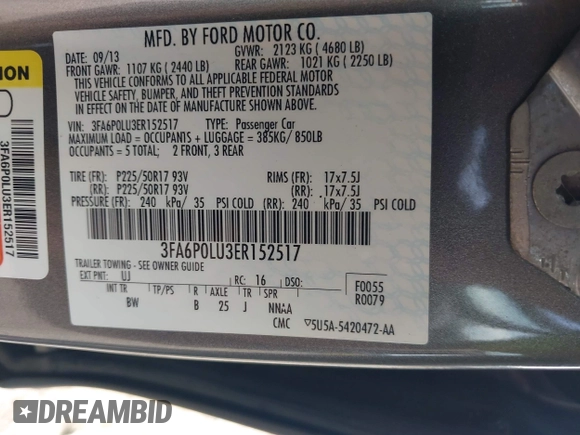 MFD. BY FORD MOTOR CO.
DATE: 09/13 GVWR: 2123 KG ( 4680 LB)
FRONT GAWR: 1107 KG ( 2440 LB) REAR GAWR: 1021 KG ( 2250 LB)
THIS VEHICLE CONFORMS TO ALL APPLICABLE FEDERAL MOTOR
VEHICLE SAFETY, BUMPER, AND THEFT PREVENTION STANDARDS
IN EFFECT ON THE DATE OF MANUFACTURE SHOWN ABOVE.
VIN: 3FA6P0LU3ER152517 TYPE: Passenger Car
MAXIMUM LOAD = OCCUPANTS + LUGGAGE = 385KG/ 850LB
OCCUPANTS = 5 TOTAL; 2 FRONT, 3 REAR
TIRE (FR): P225/50R17 93V RIMS (FR): 17x7.5J
(RR): P225/50R17 93V (RR): 17x7.5J
PRESSURE (FR): 240 kPa/ 35 PSI COLD (RR): 240 kPa/ 35 PSI COLD
3FA6P0LU3ER152517
TRAILER TOWING - SEE OWNER GUIDE
EXT PNT: UJ RC: 16 DSO: F0055
R0079
INT TR TP/PS R AXLE TR SPR
BW B 25 J NNAA
CMC 5U5A-5420472-AA
3FA6P0LU3ER152517
DREAMBID